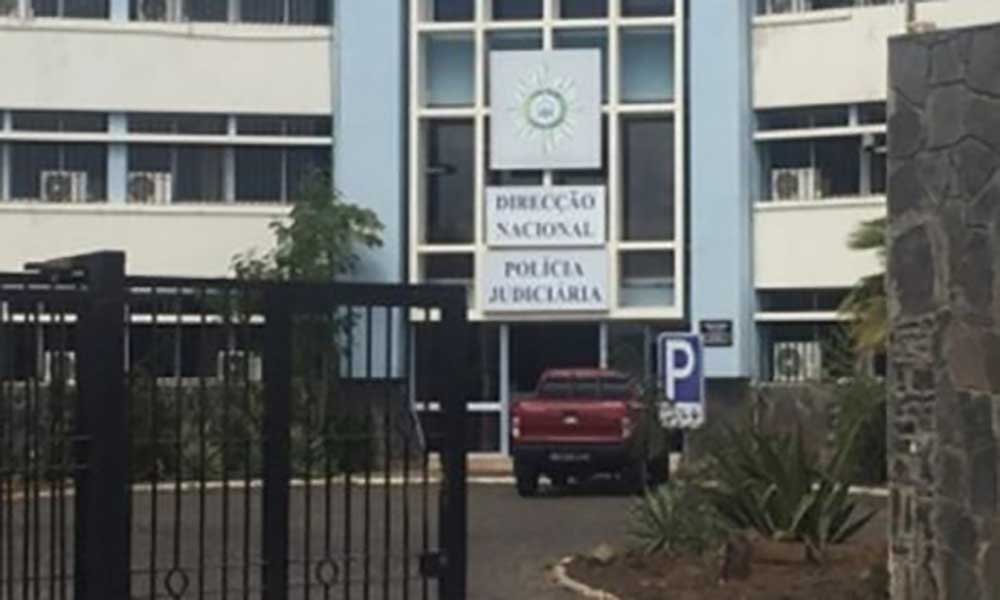 DIRECÇÃO
NACIONAL
POLÍCIA
JUDICIÁRIA
P